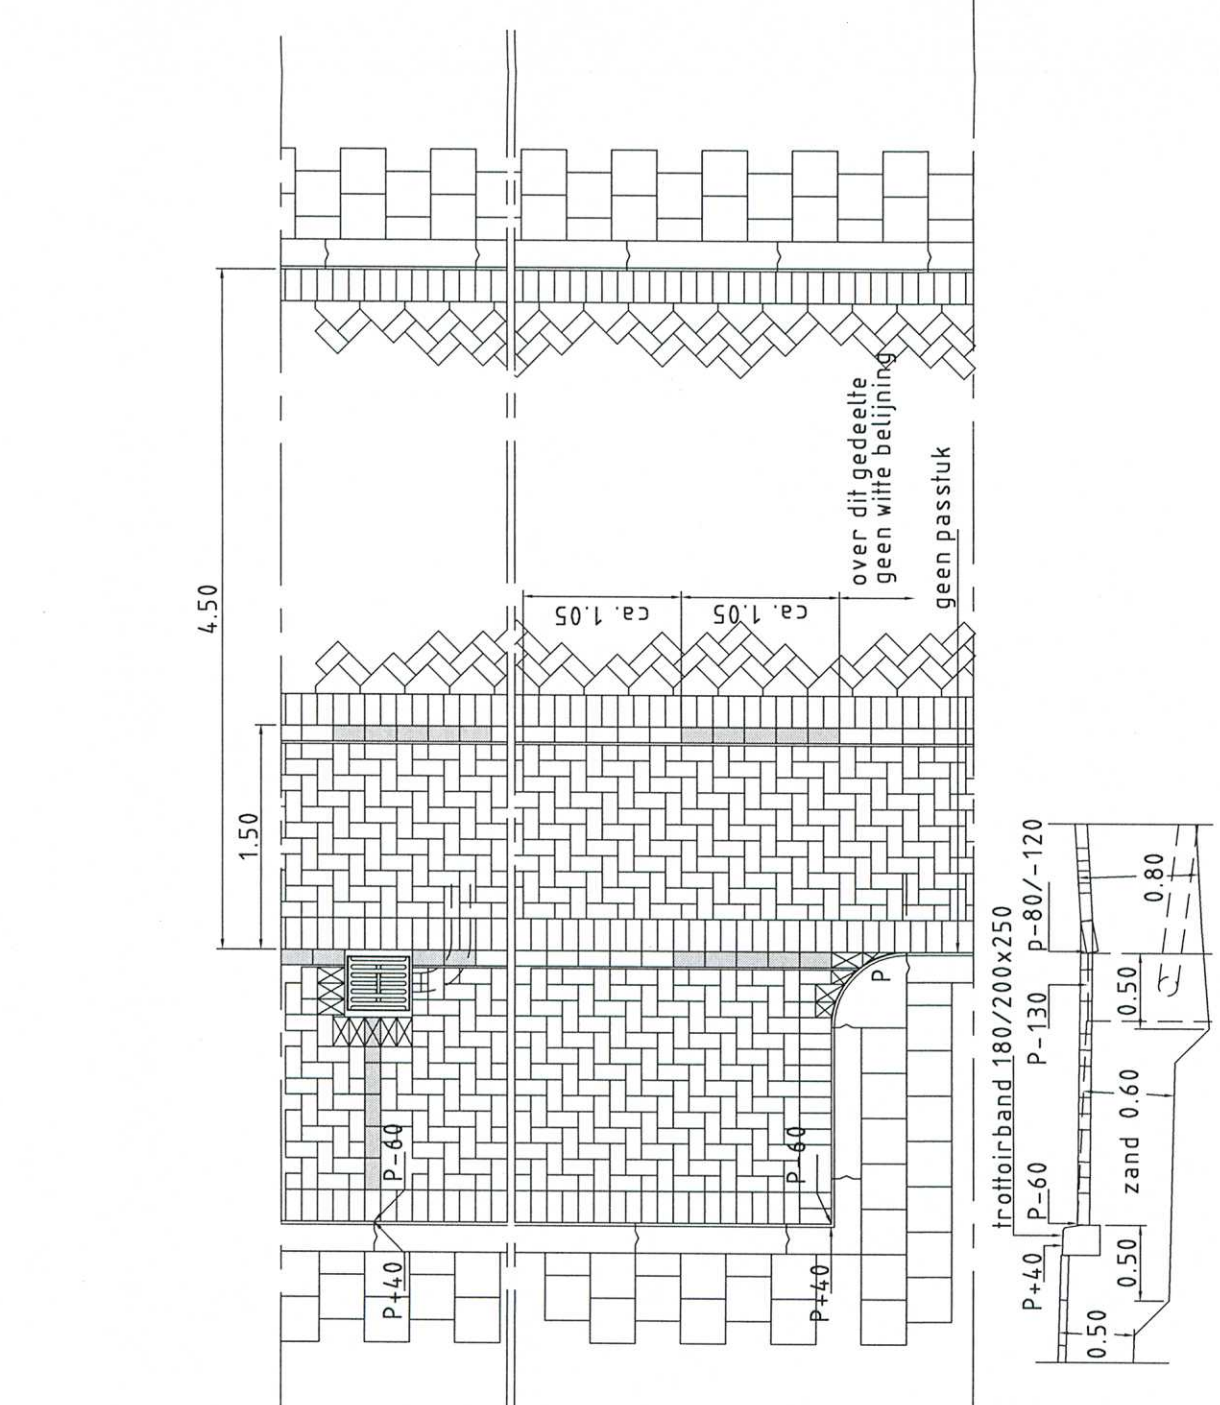 4.50
1.50
ca. 1.05
ca. 1.05
over dit gedeelte
geen witte belijning
geen passtuk
P
P-60
P-60
P+40
P+40
trottoirband 180/200x250
p-80/-120
P-130
P-60
P+40
0.80
0.50
zand 0.60
0.50
0.50